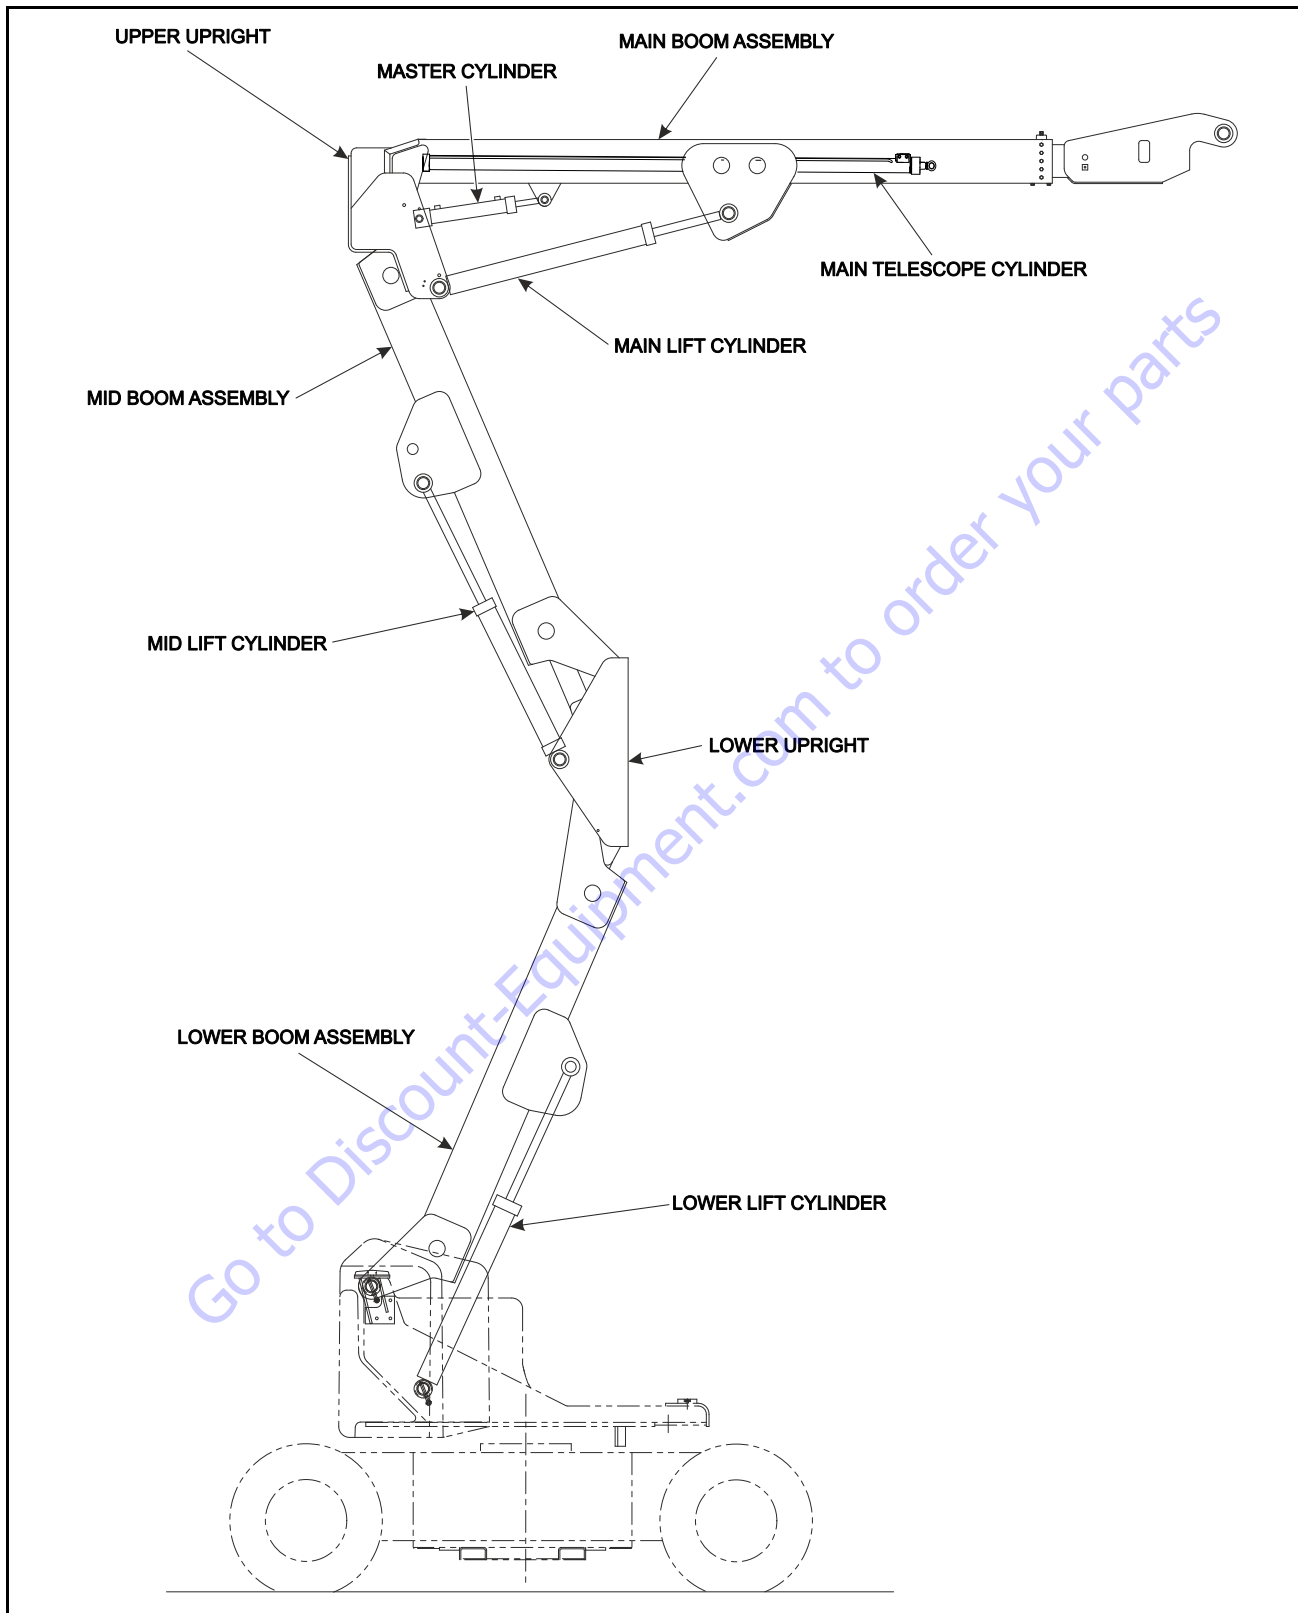 UPPER UPRIGHT
MAIN BOOM ASSEMBLY
MASTER CYLINDER
MAIN TELESCOPE CYLINDER
MAIN LIFT CYLINDER
MID BOOM ASSEMBLY
MID LIFT CYLINDER
LOWER UPRIGHT
LOWER BOOM ASSEMBLY
LOWER LIFT CYLINDER
Go to Discount-Equipment.com to order your parts